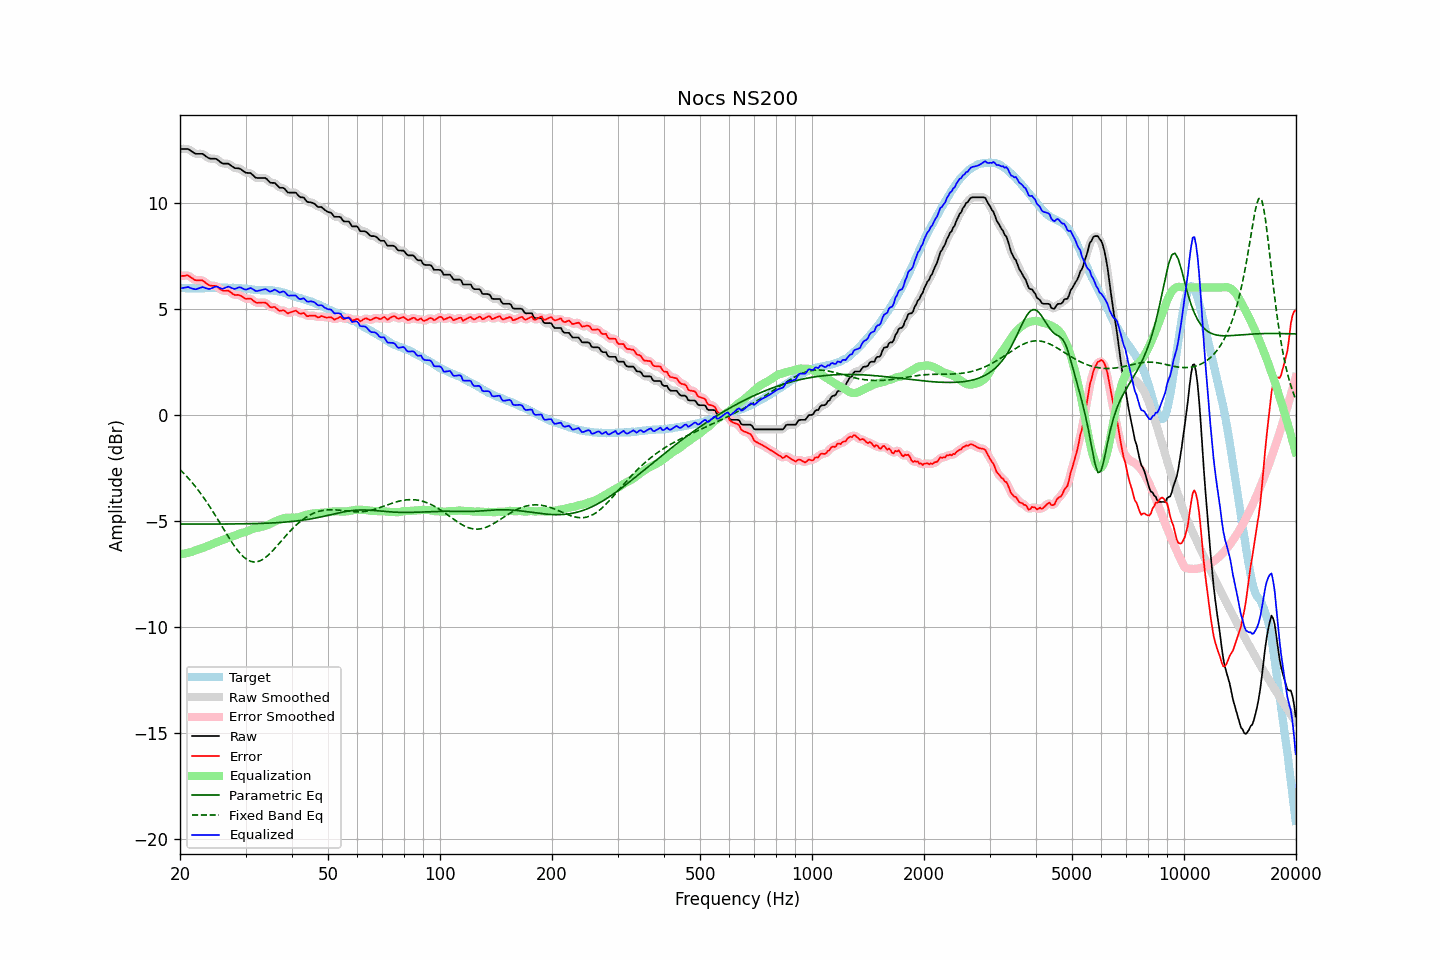 Nocs NS200
Amplitude (dBr)
10
5
0
−5
−10
−15
−20
Target
Raw Smoothed
Error Smoothed
Raw
Error
Equalization
Parametric Eq
Fixed Band Eq
Equalized
20 50 100 200 500 1000 2000 5000 10000 20000
Frequency (Hz)